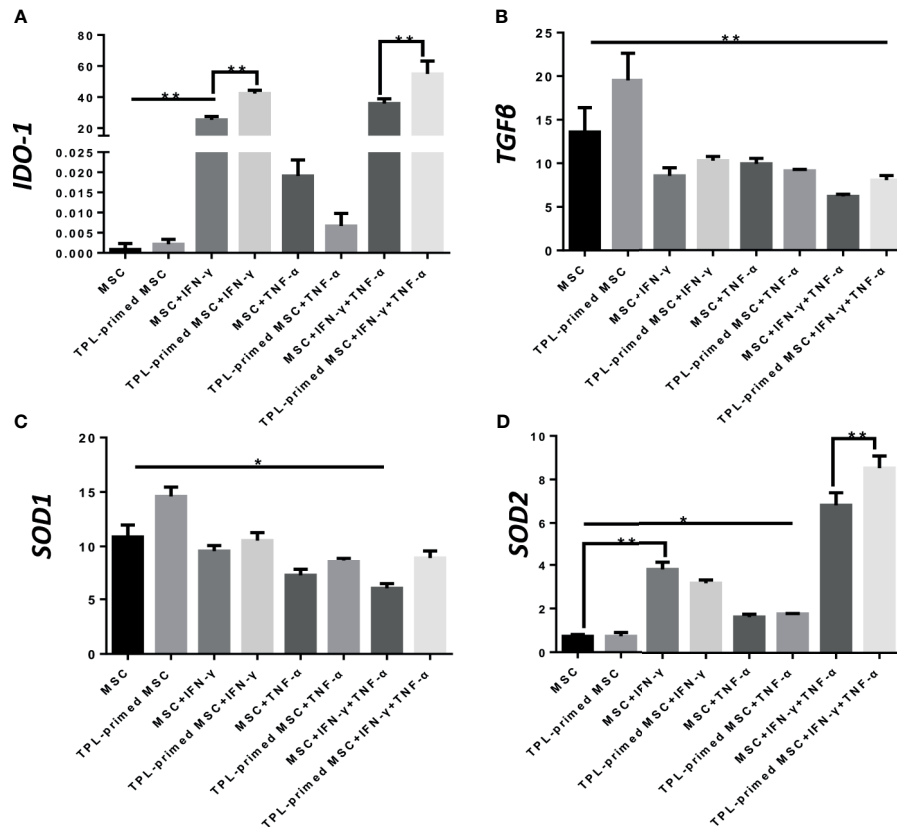 A
IDO-1
80
60
40
20
0.025
0.020
0.015
0.010
0.005
0.000
**
**
**
MSC
TPL-primed MSC
MSC+IFN-γ
TPL-primed MSC+IFN-γ
MSC+TNF-α
TPL-primed MSC+TNF-α
MSC+IFN-γ+TNF-α
TPL-primed MSC+IFN-γ+TNF-α
B
TGFβ
25
20
15
10
5
0
**
MSC
TPL-primed MSC
MSC+IFN-γ
TPL-primed MSC+IFN-γ
MSC+TNF-α
TPL-primed MSC+TNF-α
MSC+IFN-γ+TNF-α
TPL-primed MSC+IFN-γ+TNF-α
C
SOD1
20
15
10
5
0
*
MSC
TPL-primed MSC
MSC+IFN-γ
TPL-primed MSC+IFN-γ
MSC+TNF-α
TPL-primed MSC+TNF-α
MSC+IFN-γ+TNF-α
TPL-primed MSC+IFN-γ+TNF-α
D
SOD2
10
8
6
4
2
0
**
*
**
MSC
TPL-primed MSC
MSC+IFN-γ
TPL-primed MSC+IFN-γ
MSC+TNF-α
TPL-primed MSC+TNF-α
MSC+IFN-γ+TNF-α
TPL-primed MSC+IFN-γ+TNF-α